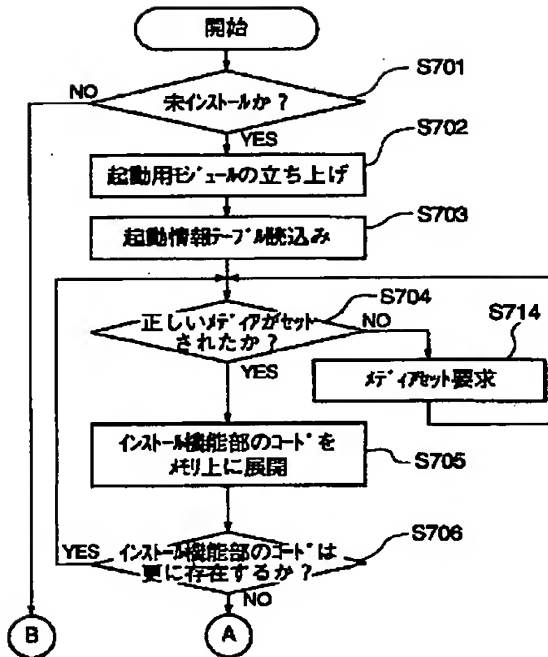 開始
S701
NO
未インストールか？
YES
S702
起動用モジュールの立ち上げ
S703
起動情報テーブル読込み
S704
正しいメディアがセット
されたか？
NO
S714
YES
メディアセット要求
インストール機能部のコードを
メモリ上に展開
S705
S706
YES
インストール機能部のコードは
更に存在するか？
NO
B
A